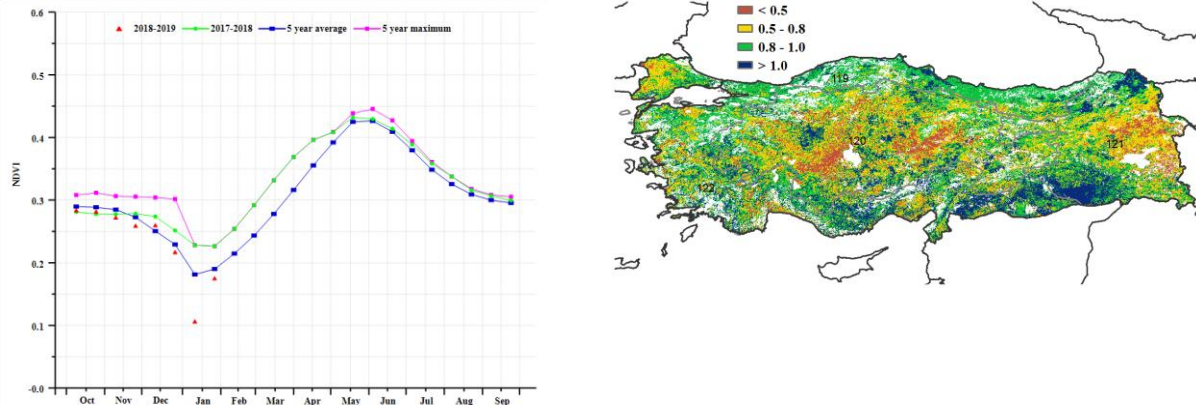 0.6
2018-2019 2017-2018 5 year average 5 year maximum
0.5
0.4
NDVI
0.3
0.2
0.1
-0.0
Oct Nov Dec Jan Feb Mar Apr May Jun Jul Aug Sep
< 0.5
0.5 - 0.8
0.8 - 1.0
> 1.0
119
120
121
122